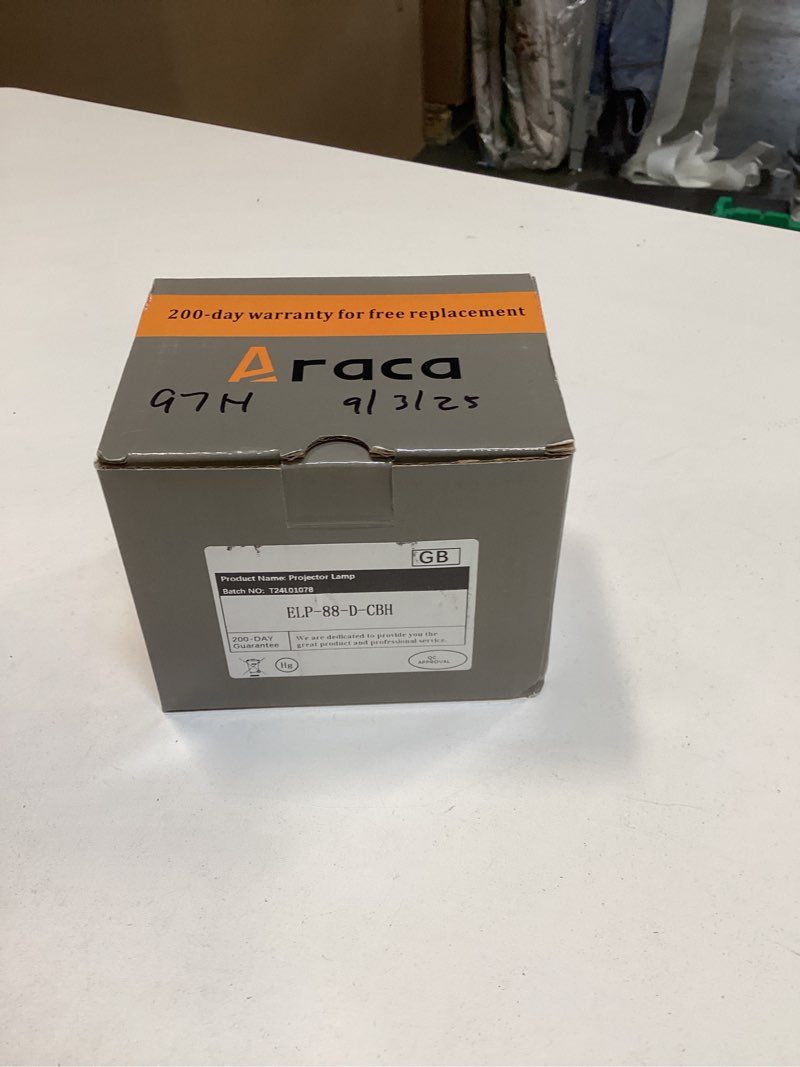 200-day warranty for free replacement
Araca
97H 9/3/25
GB
Product Name: Projector Lamp
Batch NO: T24L01078
ELP-88-D-CBH
200-DAY
Guarantee
We are dedicated to provide you the
great product and professional service.
Hg
QC
APPROVAL